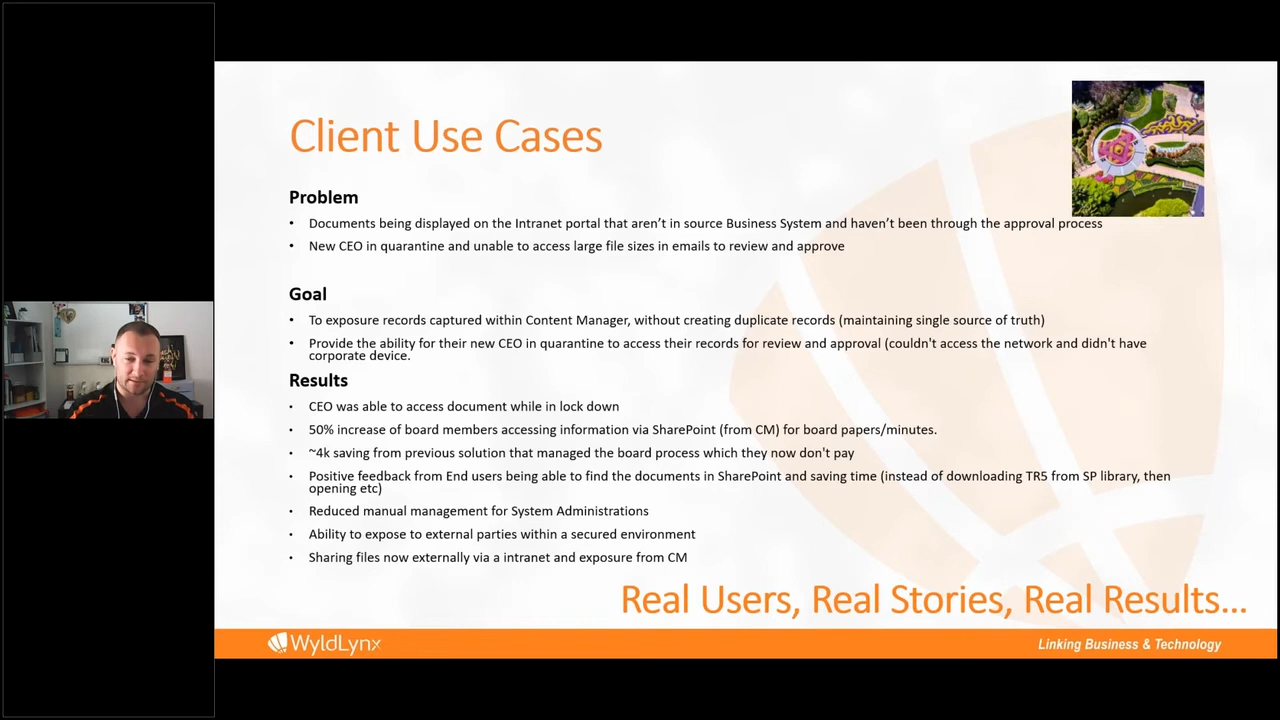 Client Use Cases
Problem
• Documents being displayed on the Intranet portal that aren’t in source Business System and haven’t been through the approval process
• New CEO in quarantine and unable to access large file sizes in emails to review and approve
Goal
• To exposure records captured within Content Manager, without creating duplicate records (maintaining single source of truth)
• Provide the ability for their new CEO in quarantine to access their records for review and approval (couldn't access the network and didn't have
corporate device.
Results
• CEO was able to access document while in lock down
• 50% increase of board members accessing information via SharePoint (from CM) for board papers/minutes.
• ~4k saving from previous solution that managed the board process which they now don't pay
• Positive feedback from End users being able to find the documents in SharePoint and saving time (instead of downloading TR5 from SP library, then
opening etc)
• Reduced manual management for System Administrations
• Ability to expose to external parties within a secured environment
• Sharing files now externally via a intranet and exposure from CM
Real Users, Real Stories, Real Results...
WyldLynx
Linking Business & Technology